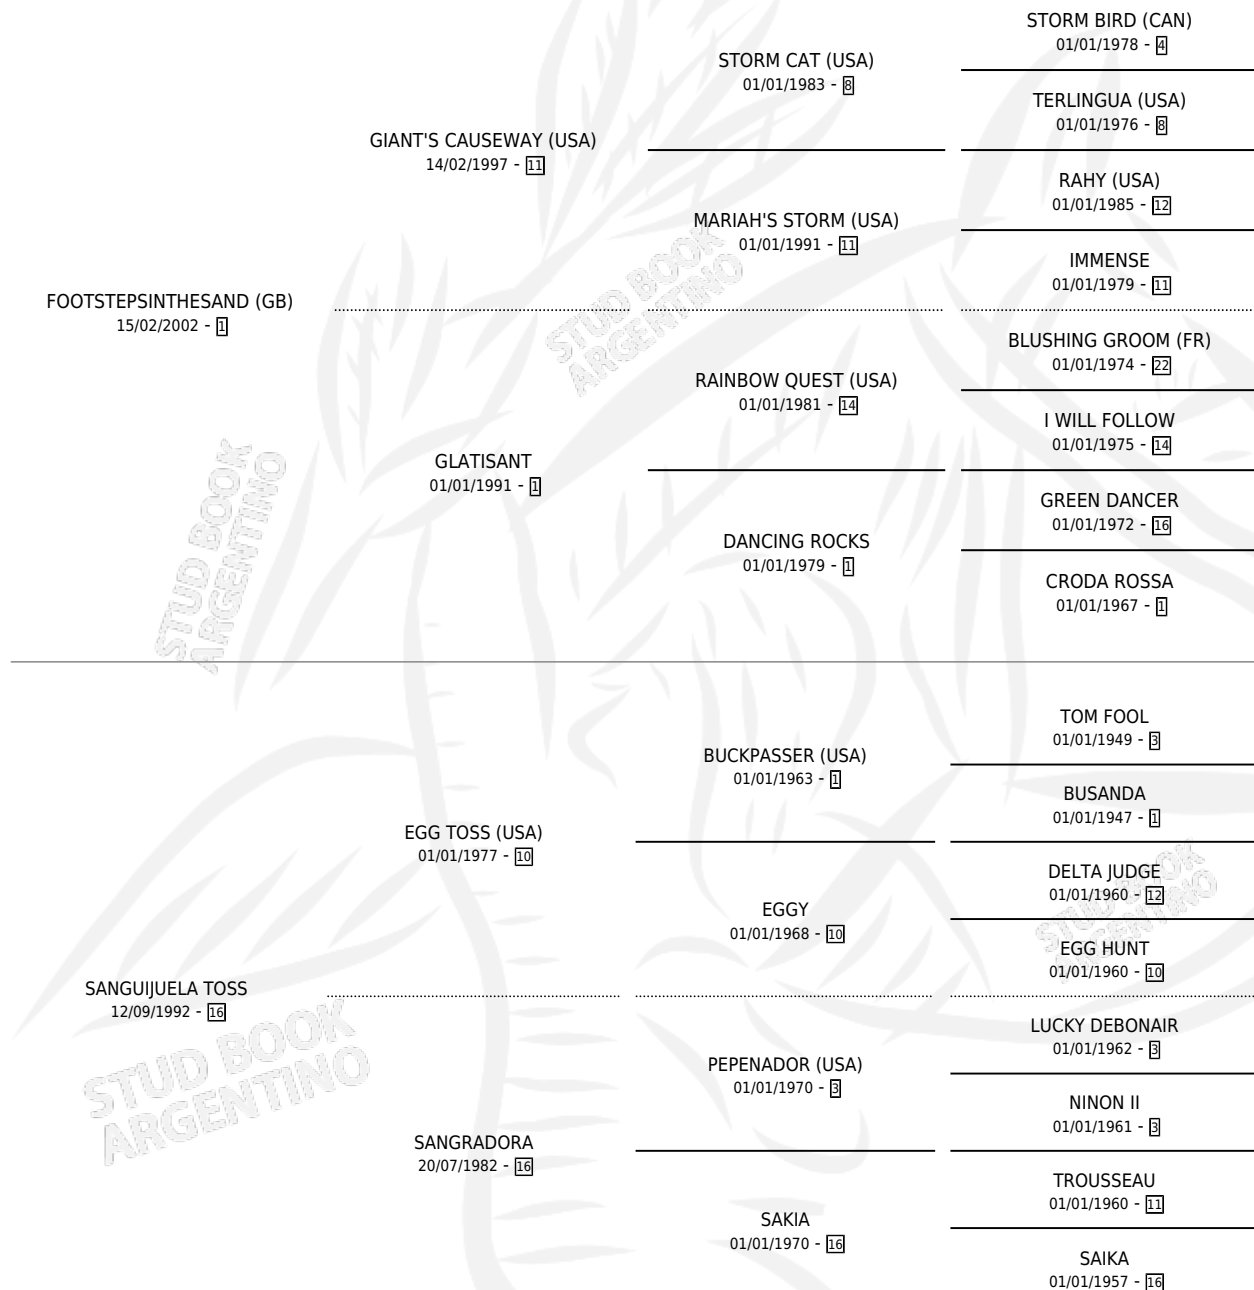 STORM BIRD (CAN)
01/01/1978 - 4
STORM CAT (USA)
01/01/1983 - 8
TERLINGUA (USA)
01/01/1976 - 8
GIANT'S CAUSEWAY (USA)
14/02/1997 - 11
RAHY (USA)
01/01/1985 - 12
MARIAH'S STORM (USA)
01/01/1991 - 11
IMMENSE
01/01/1979 - 11
FOOTSTEPSINTHESAND (GB)
15/02/2002 - 1
BLUSHING GROOM (FR)
01/01/1974 - 22
RAINBOW QUEST (USA)
01/01/1981 - 14
I WILL FOLLOW
01/01/1975 - 14
GLATISANT
01/01/1991 - 1
GREEN DANCER
01/01/1972 - 16
DANCING ROCKS
01/01/1979 - 1
CRODA ROSSA
01/01/1967 - 1
TOM FOOL
01/01/1949 - 3
BUCKPASSER (USA)
01/01/1963 - 1
BUSANDA
01/01/1947 - 1
EGG TOSS (USA)
01/01/1977 - 10
DELTA JUDGE
01/01/1960 - 12
EGGY
01/01/1968 - 10
EGG HUNT
01/01/1960 - 10
SANGUIJUELA TOSS
12/09/1992 - 16
LUCKY DEBONAIR
01/01/1962 - 3
PEPENADOR (USA)
01/01/1970 - 3
NINON II
01/01/1961 - 3
SANGRADORA
20/07/1982 - 16
TROUSSEAU
01/01/1960 - 11
SAKIA
01/01/1970 - 16
SAIKA
01/01/1957 - 16
STUD BOOK
ARGENTINO
STUD BOOK
ARGENTINO
STUD BOOK
ARGENTINO
STUD BOOK
ARGENTINO